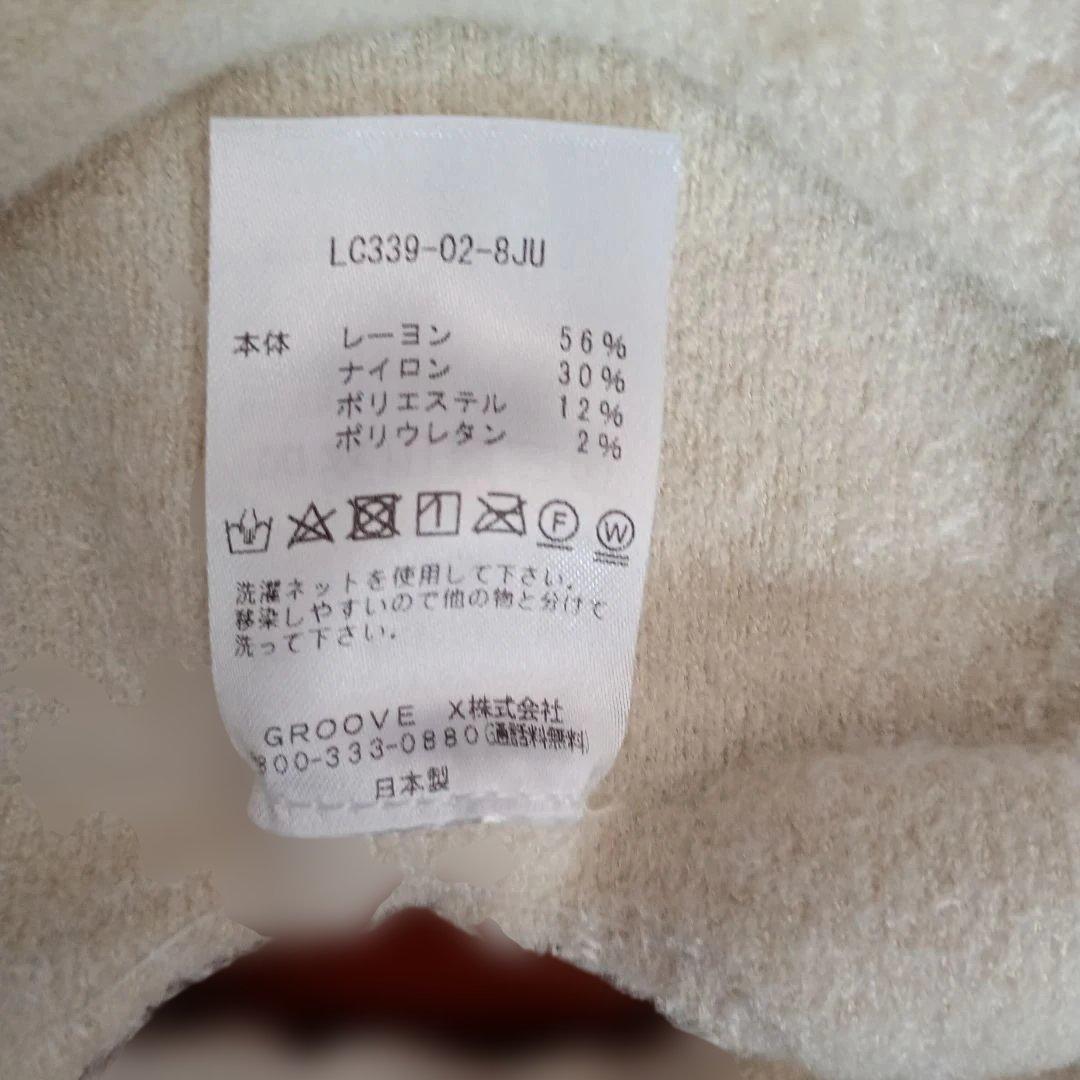 LC339-02-8JU
本体 レーヨン 56%
ナイロン 30%
ポリエステル 12%
ポリウレタン 2%
F W
洗濯ネットを使用して下さい。
移染しやすいので他の物と分けて
洗って下さい。
GROOVE X株式会社
800-333-0880(通話料無料)
日本製